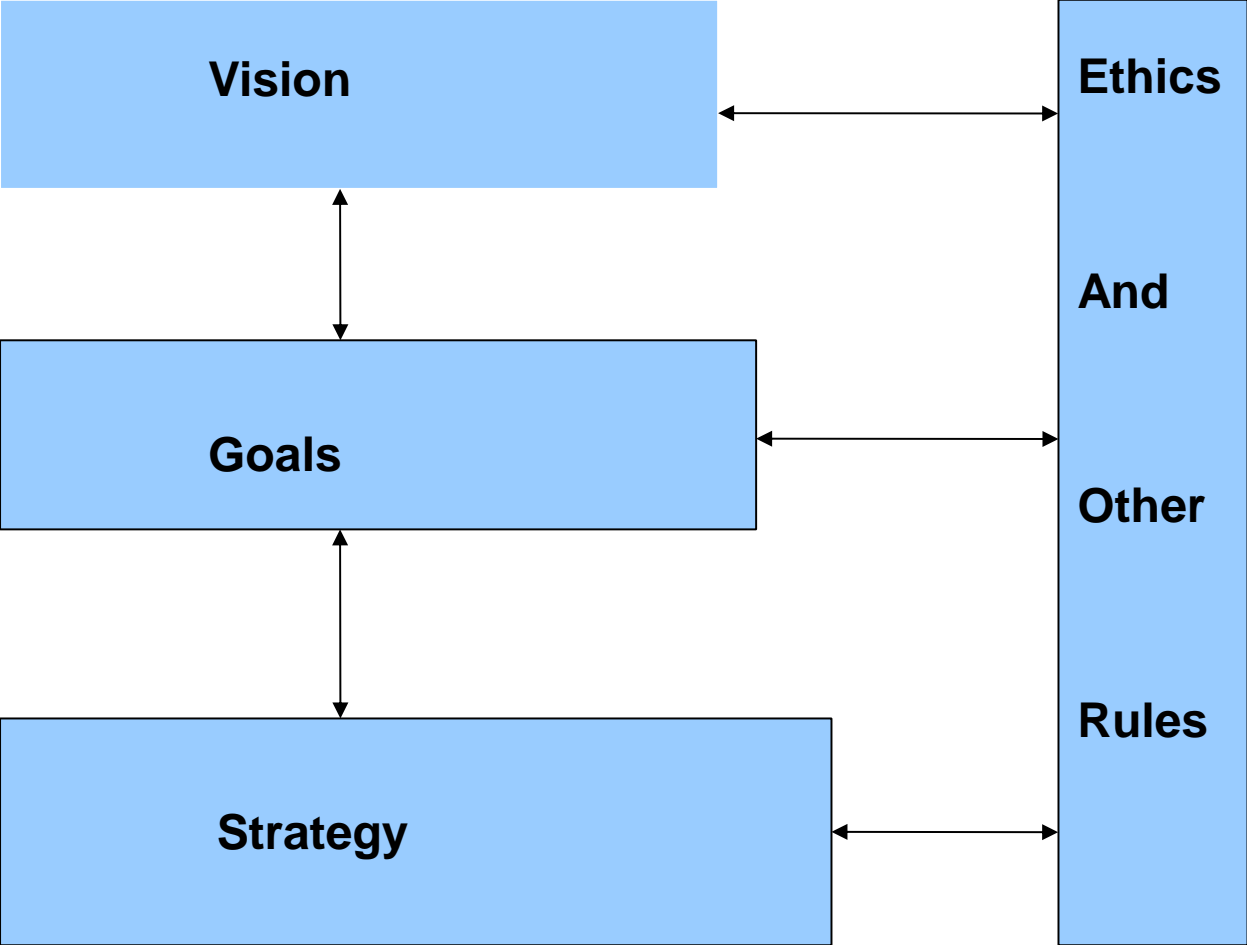 Vision
Goals
Strategy
Ethics
And
Other
Rules